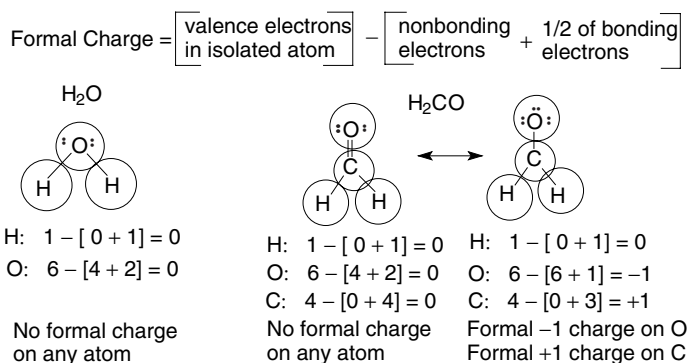 Formal Charge = [valence electrons in isolated atom] − [nonbonding electrons + 1/2 of bonding electrons]
H₂O
:O:
H H
H: 1 – [ 0 + 1] = 0
O: 6 – [4 + 2] = 0
No formal charge
on any atom
H₂CO
:O:
C
H H
H: 1 – [ 0 + 1] = 0
O: 6 – [4 + 2] = 0
C: 4 – [0 + 4] = 0
No formal charge
on any atom
:Ö:
C
H H
H: 1 – [ 0 + 1] = 0
O: 6 – [6 + 1] = −1
C: 4 – [0 + 3] = +1
Formal −1 charge on O
Formal +1 charge on C